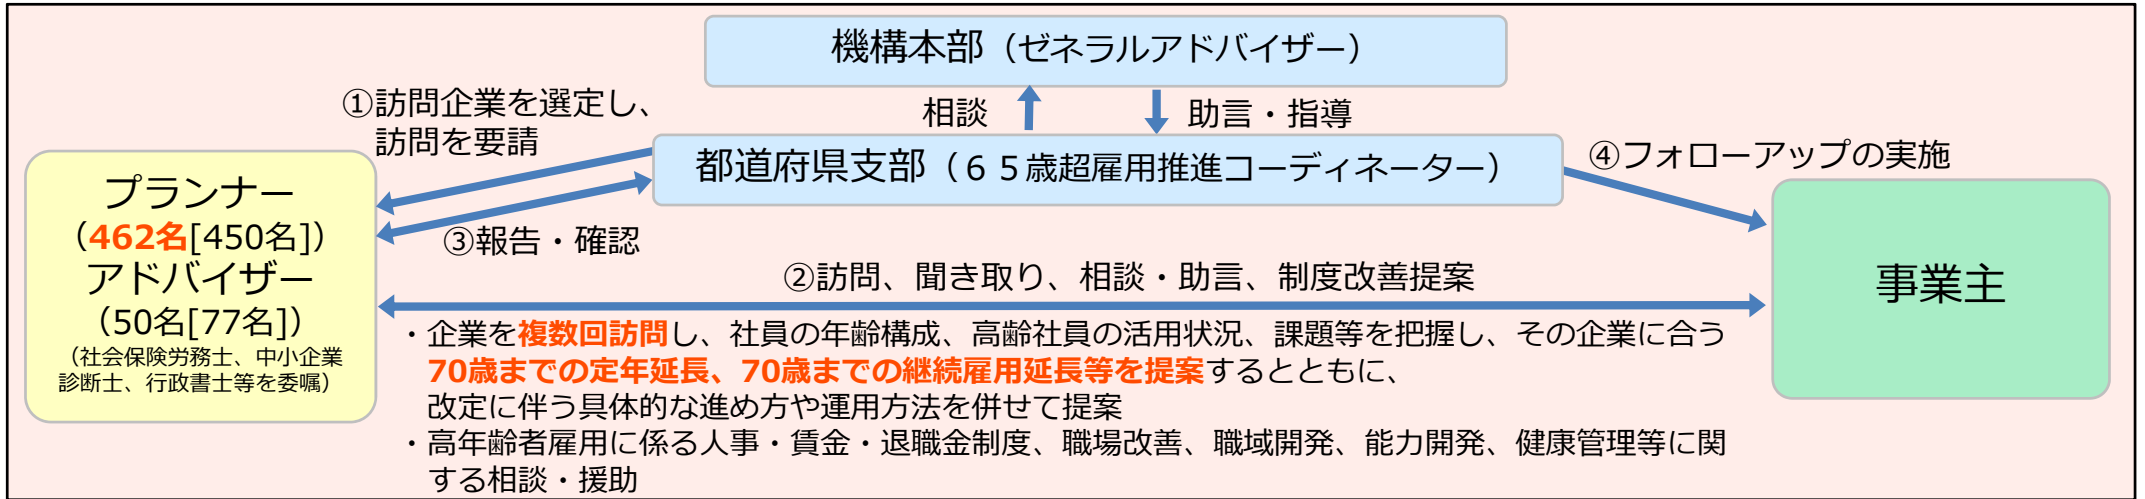 機構本部（ゼネラルアドバイザー）
①訪問企業を選定し、
訪問を要請
相談
助言・指導
都道府県支部（６５歳超雇用推進コーディネーター）
④フォローアップの実施
プランナー
（462名[450名]）
アドバイザー
（50名[77名]）
（社会保険労務士、中小企業
診断士、行政書士等を委嘱）
③報告・確認
②訪問、聞き取り、相談・助言、制度改善提案
事業主
・企業を複数回訪問し、社員の年齢構成、高齢社員の活用状況、課題等を把握し、その企業に合う
70歳までの定年延長、70歳までの継続雇用延長等を提案するとともに、
改定に伴う具体的な進め方や運用方法を併せて提案
・高年齢者雇用に係る人事・賃金・退職金制度、職場改善、職域開発、能力開発、健康管理等に関
する相談・援助